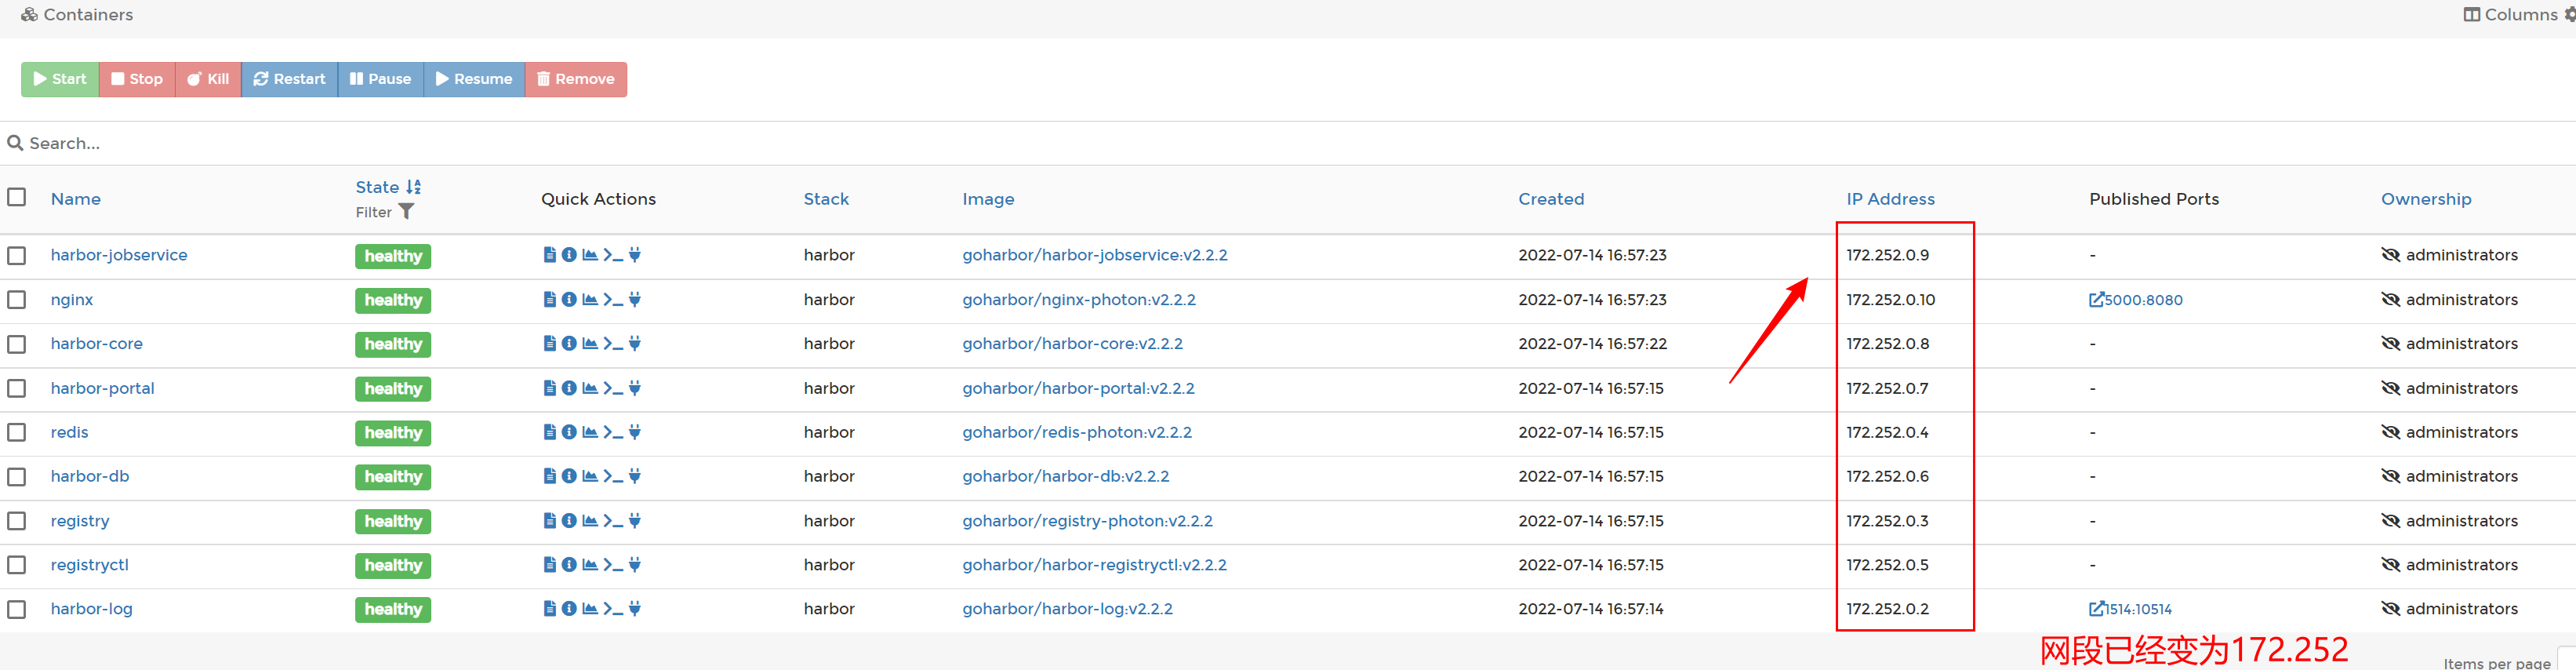 Containers
Columns
Start Stop Kill Restart Pause Resume Remove
Search...
Name State Filter Quick Actions Stack Image Created IP Address Published Ports Ownership
harbor-jobservice healthy harbor goharbor/harbor-jobservice:v2.2.2 2022-07-14 16:57:23 172.252.0.9 - administrators
nginx healthy harbor goharbor/nginx-photon:v2.2.2 2022-07-14 16:57:23 172.252.0.10 5000:8080 administrators
harbor-core healthy harbor goharbor/harbor-core:v2.2.2 2022-07-14 16:57:22 172.252.0.8 - administrators
harbor-portal healthy harbor goharbor/harbor-portal:v2.2.2 2022-07-14 16:57:15 172.252.0.7 - administrators
redis healthy harbor goharbor/redis-photon:v2.2.2 2022-07-14 16:57:15 172.252.0.4 - administrators
harbor-db healthy harbor goharbor/harbor-db:v2.2.2 2022-07-14 16:57:15 172.252.0.6 - administrators
registry healthy harbor goharbor/registry-photon:v2.2.2 2022-07-14 16:57:15 172.252.0.3 - administrators
registryctl healthy harbor goharbor/harbor-registryctl:v2.2.2 2022-07-14 16:57:15 172.252.0.5 - administrators
harbor-log healthy harbor goharbor/harbor-log:v2.2.2 2022-07-14 16:57:14 172.252.0.2 1514:10514 administrators
网段已经变为172.252
Items per page